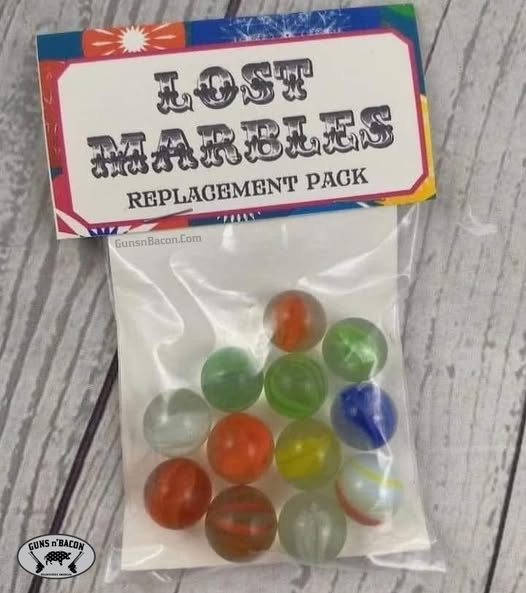 LOST
MARBLES
REPLACEMENT PACK
GunsnBacon.Com
GUNS n' BACON